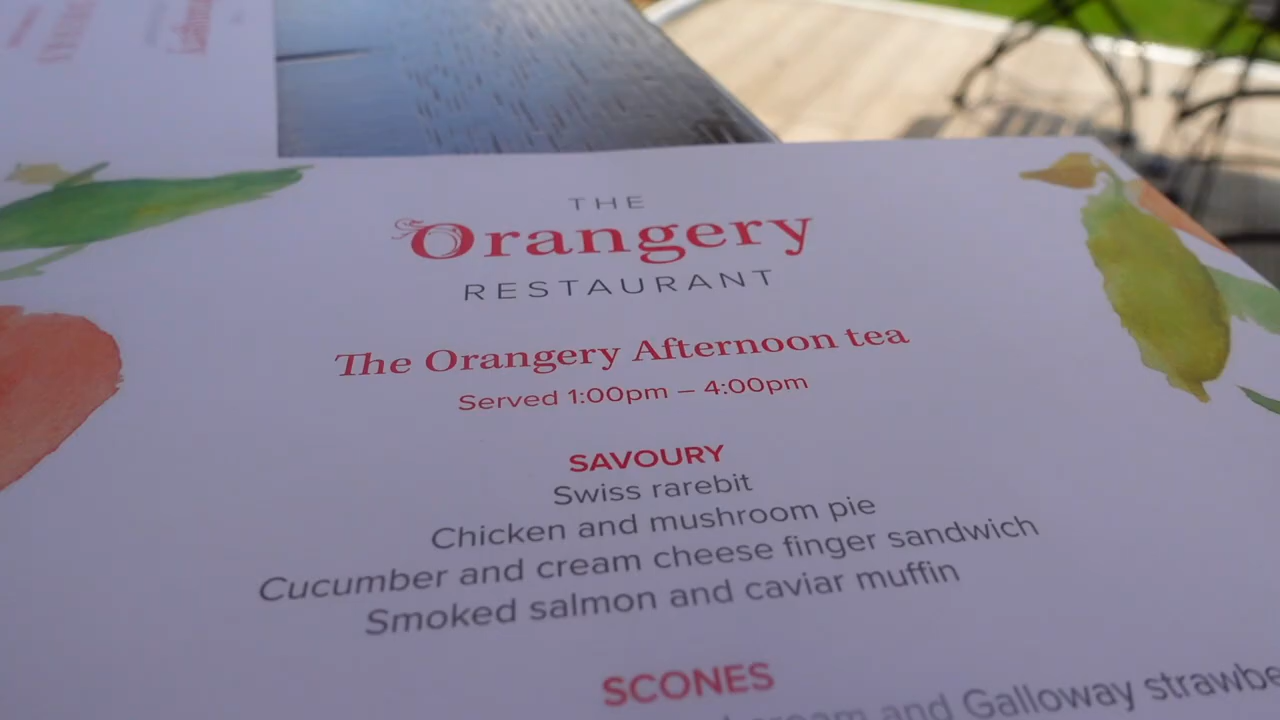 THE
Orangery
RESTAURANT
The Orangery Afternoon tea
Served 1:00pm – 4:00pm
SAVOURY
Swiss rarebit
Chicken and mushroom pie
Cucumber and cream cheese finger sandwich
Smoked salmon and caviar muffin
SCONES
cream and Galloway